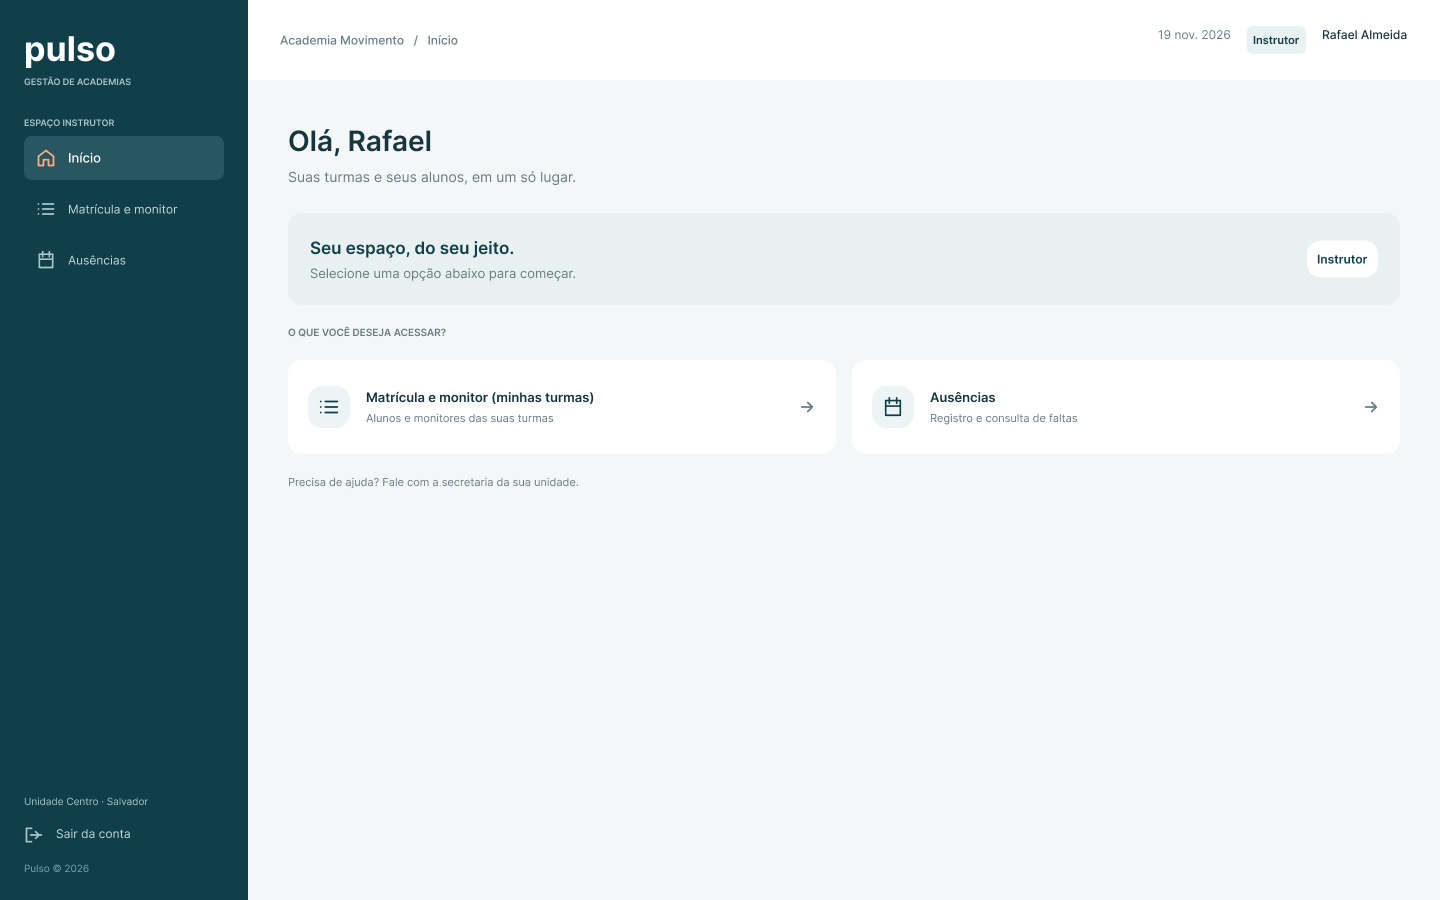 pulso
GESTÃO DE ACADEMIAS
ESPAÇO INSTRUTOR
Início
Matrícula e monitor
Ausências
Unidade Centro · Salvador
Sair da conta
Pulso © 2026
Academia Movimento / Início
19 nov. 2026
Instrutor
Rafael Almeida
Olá, Rafael
Suas turmas e seus alunos, em um só lugar.
Seu espaço, do seu jeito.
Selecione uma opção abaixo para começar.
Instrutor
O QUE VOCÊ DESEJA ACESSAR?
Matrícula e monitor (minhas turmas)
Alunos e monitores das suas turmas
Ausências
Registro e consulta de faltas
Precisa de ajuda? Fale com a secretaria da sua unidade.